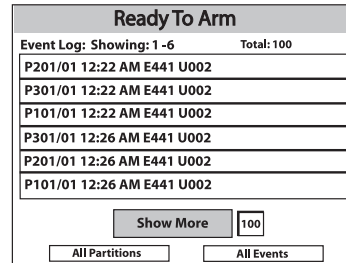 Ready To Arm
Event Log: Showing: 1 -6 Total: 100
P201/01 12:22 AM E441 U002
P301/01 12:22 AM E441 U002
P101/01 12:22 AM E441 U002
P301/01 12:26 AM E441 U002
P201/01 12:26 AM E441 U002
P101/01 12:26 AM E441 U002
Show More 100
All Partitions All Events